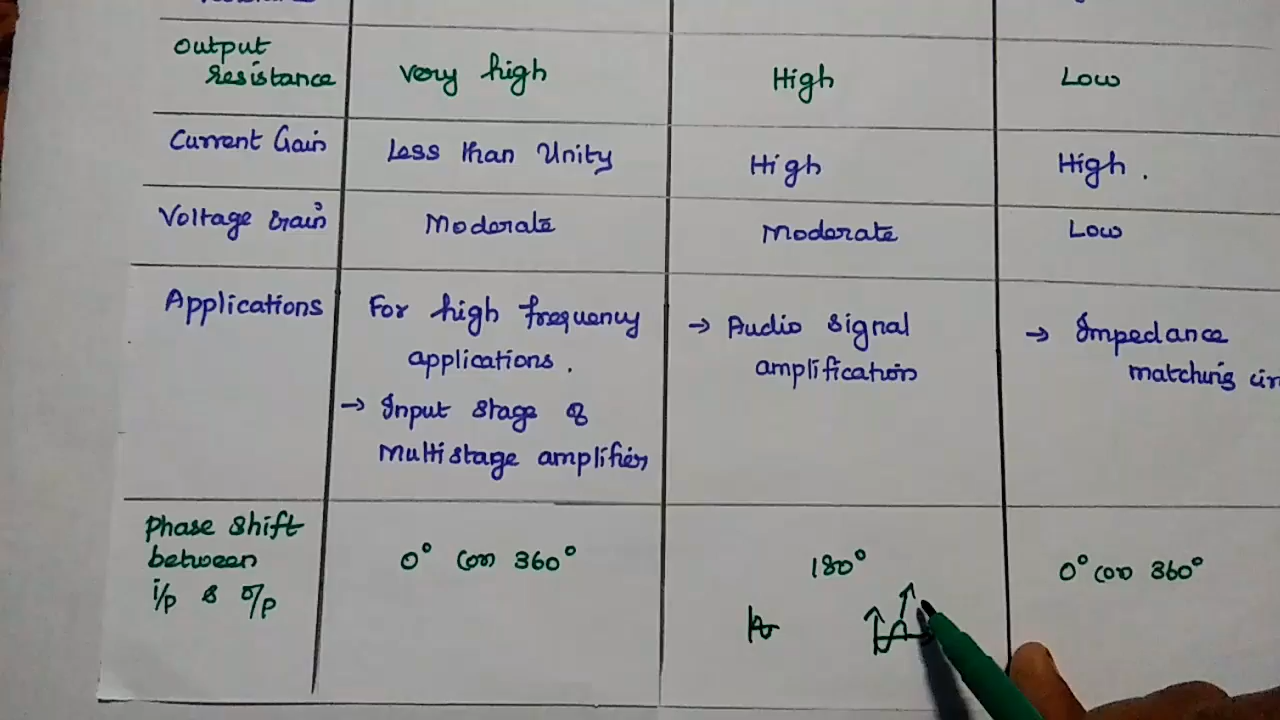 Output
resistance
very high
High
Low
Current Gain
Less than Unity
High
High .
Voltage Gain
Moderate
Moderate
Low
Applications
For high frequency
applications .
→ Input stage of
Multistage amplifier
→ Audio signal
amplification
→ Impedance
matching cir
Phase shift
between
i/p & o/p
0° (or) 360°
180°
0° (or) 360°